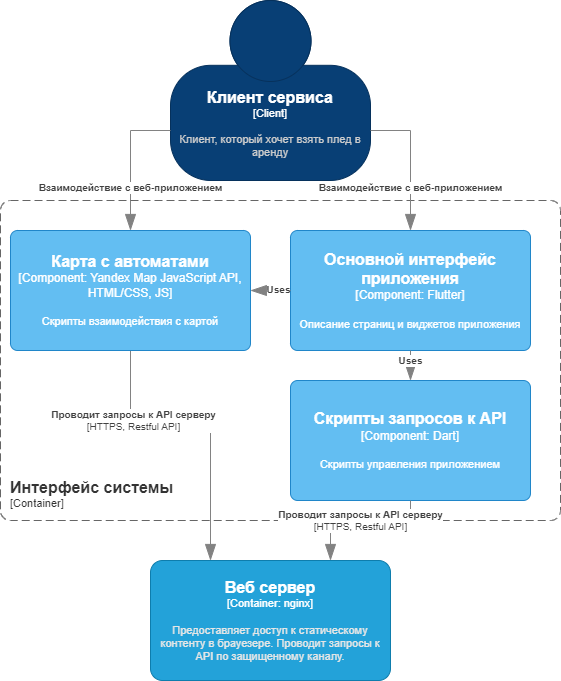 Клиент сервиса
[Client]
Клиент, который хочет взять плед в
аренду
Взаимодействие с веб-приложением
Взаимодействие с веб-приложением
Карта с автоматами
[Component: Yandex Map JavaScript API,
HTML/CSS, JS]
Скрипты взаимодействия с картой
Uses
Основной интерфейс
приложения
[Component: Flutter]
Описание страниц и виджетов приложения
Uses
Проводит запросы к API серверу
[HTTPS, Restful API]
Скрипты запросов к API
[Component: Dart]
Скрипты управления приложением
Интерфейс системы
[Container]
Проводит запросы к API серверу
[HTTPS, Restful API]
Веб сервер
[Container: nginx]
Предоставляет доступ к статическому
контенту в браузере. Проводит запросы к
API по защищенному каналу.